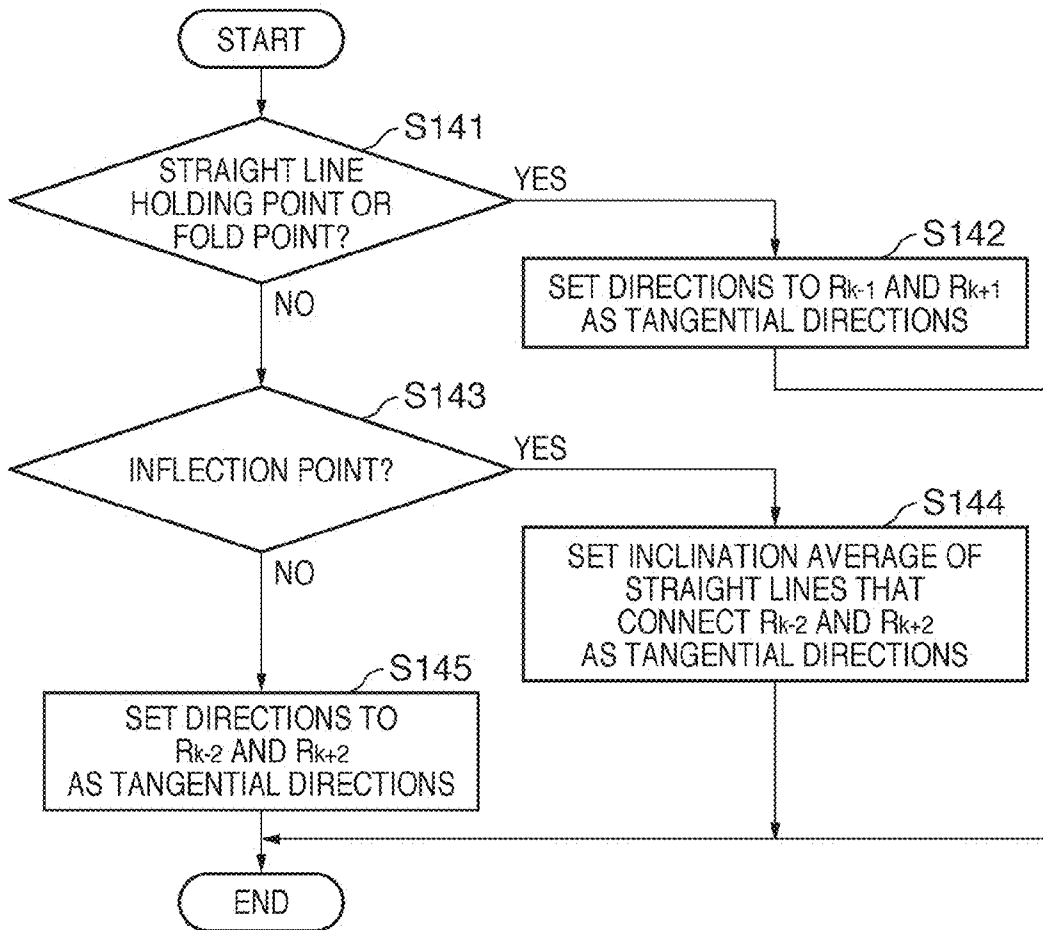 START
S141
STRAIGHT LINE
HOLDING POINT OR
FOLD POINT?
YES
NO
S142
SET DIRECTIONS TO Rk-1 AND Rk+1
AS TANGENTIAL DIRECTIONS
S143
INFLECTION POINT?
YES
NO
S144
SET INCLINATION AVERAGE OF
STRAIGHT LINES THAT
CONNECT Rk-2 AND Rk+2
AS TANGENTIAL DIRECTIONS
S145
SET DIRECTIONS TO
Rk-2 AND Rk+2
AS TANGENTIAL DIRECTIONS
END